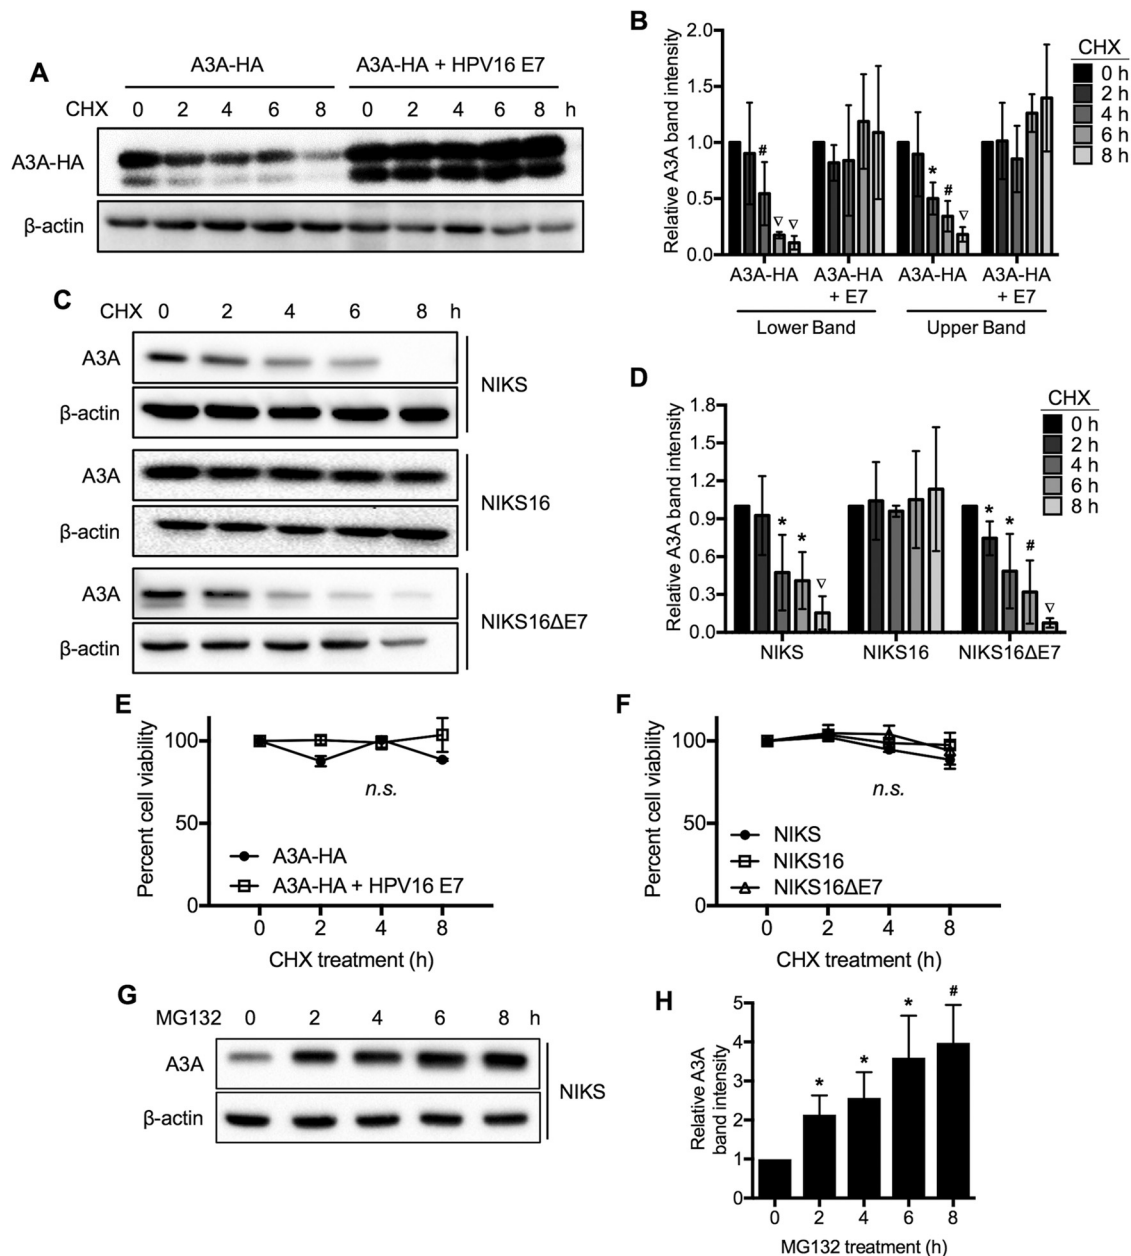 A
A3A-HA
A3A-HA + HPV16 E7
CHX 0 2 4 6 8 0 2 4 6 8 h
A3A-HA
β-actin
B
Relative A3A band intensity
2.0
1.5
1.0
0.5
0.0
# ▽ ▽ * # ▽
A3A-HA
A3A-HA
+ E7
A3A-HA
A3A-HA
+ E7
Lower Band
Upper Band
CHX
0 h
2 h
4 h
6 h
8 h
C
CHX 0 2 4 6 8 h
A3A
β-actin
NIKS
A3A
β-actin
NIKS16
A3A
β-actin
NIKS16ΔE7
D
Relative A3A band intensity
1.8
1.5
1.2
0.9
0.6
0.3
0.0
* * ▽ * * # ▽
NIKS NIKS16 NIKS16ΔE7
CHX
0 h
2 h
4 h
6 h
8 h
E
Percent cell viability
100
50
0
n.s.
A3A-HA
A3A-HA + HPV16 E7
0 2 4 8
CHX treatment (h)
F
Percent cell viability
100
50
0
n.s.
NIKS
NIKS16
NIKS16ΔE7
0 2 4 8
CHX treatment (h)
G
MG132 0 2 4 6 8 h
A3A
β-actin
NIKS
H
Relative A3A
band intensity
5
4
3
2
1
0
* * * #
0 2 4 6 8
MG132 treatment (h)